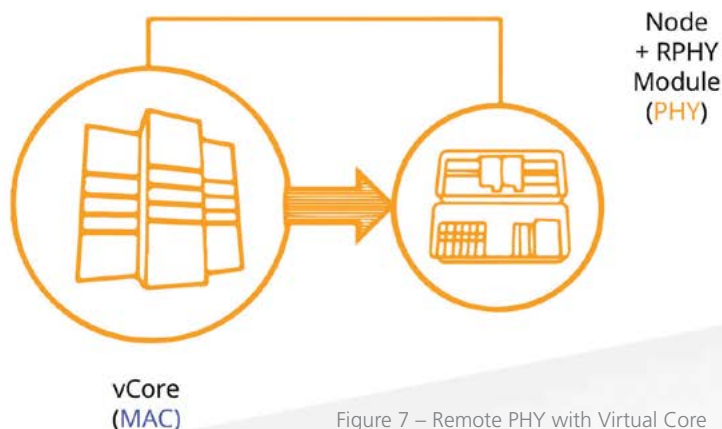 Node
+ RPHY
Module
(PHY)
vCore
(MAC)
Figure 7 – Remote PHY with Virtual Core